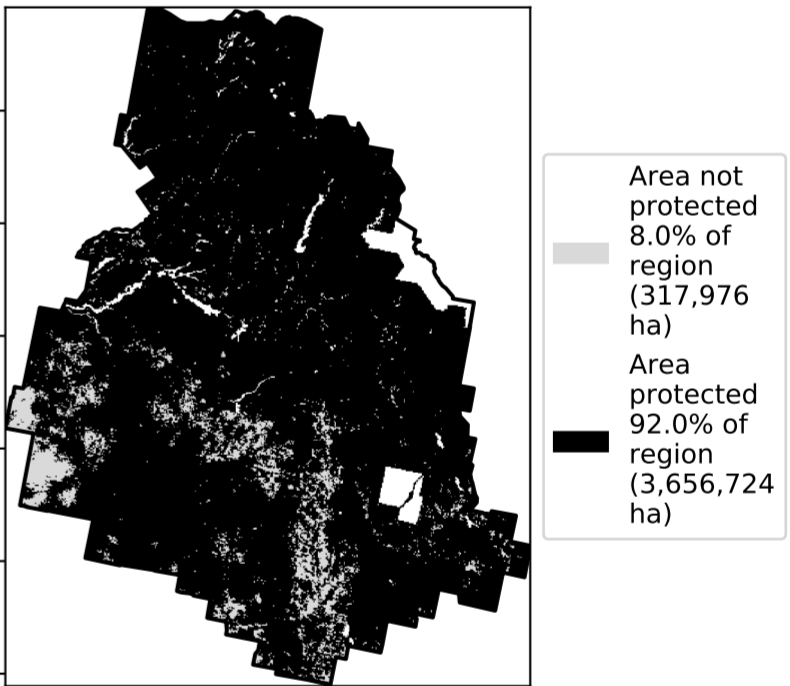 Area not
protected
8.0% of
region
(317,976
ha)
Area
protected
92.0% of
region
(3,656,724
ha)